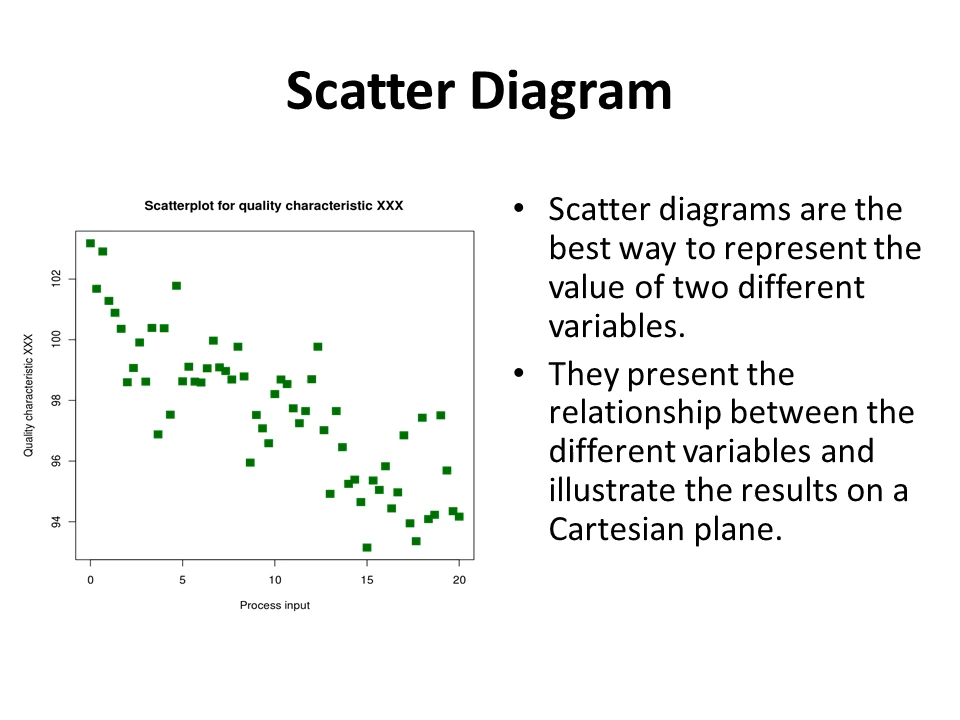 Scatter Diagram
Scatterplot for quality characteristic XXX
Quality characteristic XXX
102
100
98
96
94
0 5 10 15 20
Process input
• Scatter diagrams are the
best way to represent the
value of two different
variables.
• They present the
relationship between the
different variables and
illustrate the results on a
Cartesian plane.